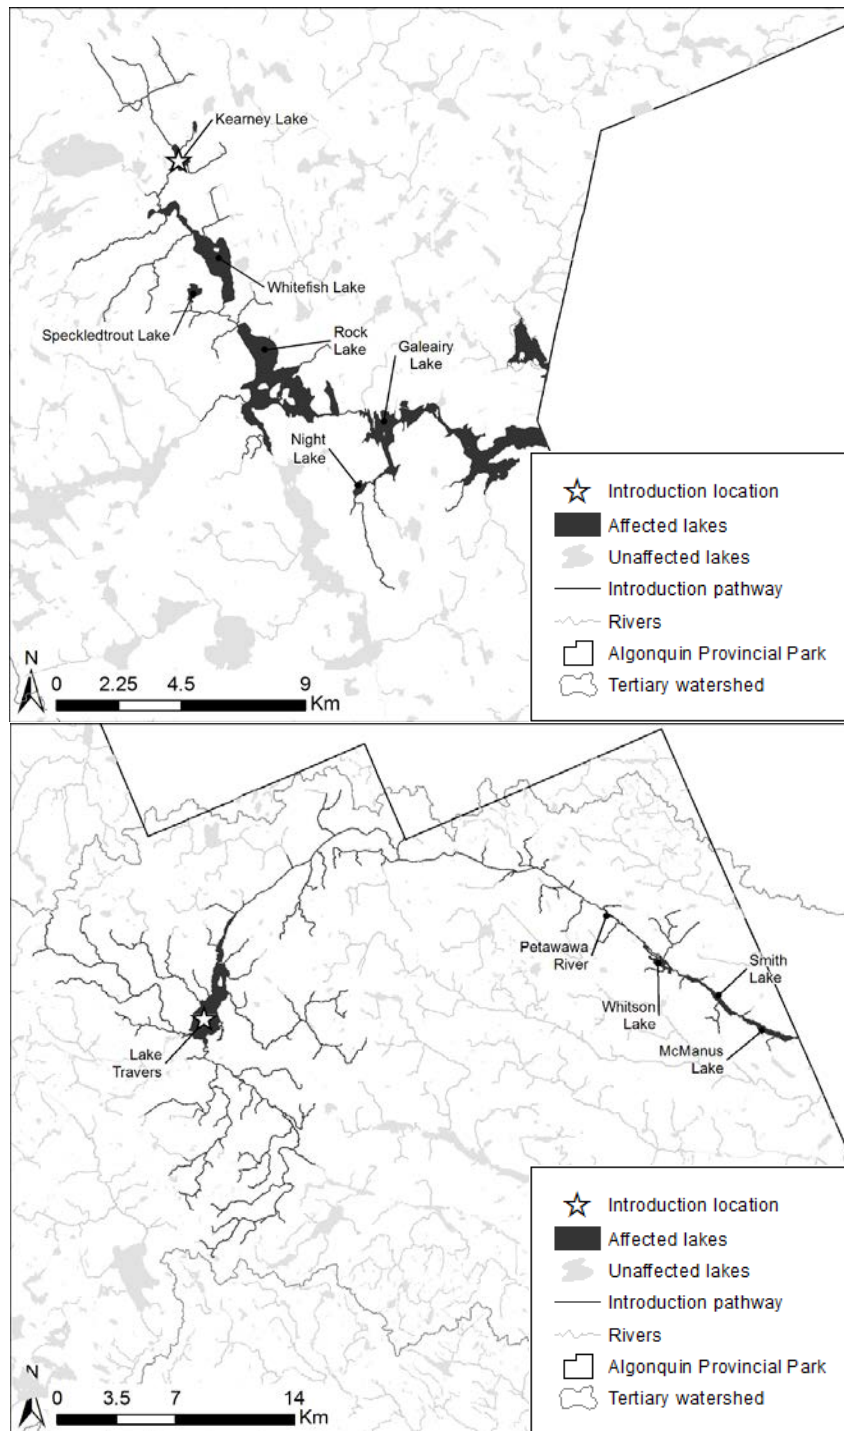 Kearney Lake
Whitefish Lake
Speckledtrout Lake
Rock
Lake
Galeairy
Lake
Night
Lake
Introduction location
Affected lakes
Unaffected lakes
Introduction pathway
Rivers
Algonquin Provincial Park
Tertiary watershed
N
0 2.25 4.5 9
Km
Petawawa
River
Smith
Lake
Whitson
Lake
McManus
Lake
Lake
Travers
Introduction location
Affected lakes
Unaffected lakes
Introduction pathway
Rivers
Algonquin Provincial Park
Tertiary watershed
N
0 3.5 7 14
Km